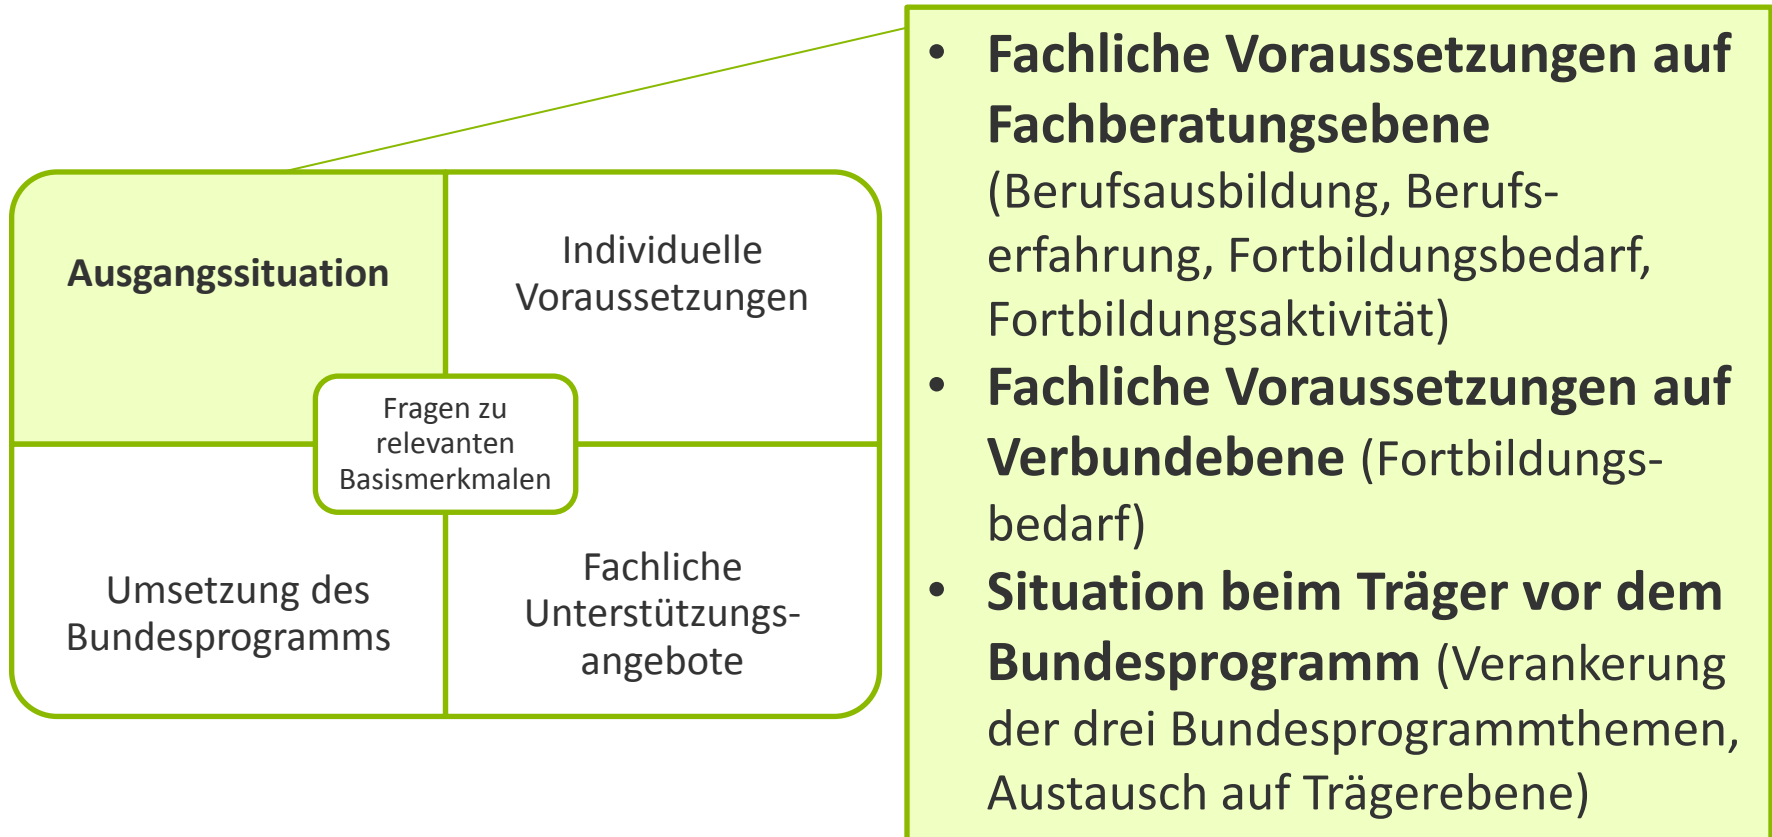 Ausgangssituation
Individuelle
Voraussetzungen
Fragen zu
relevanten
Basismerkmalen
Umsetzung des
Bundesprogramms
Fachliche
Unterstützungs-
angebote
• Fachliche Voraussetzungen auf
Fachberatungsebene
(Berufsausbildung, Berufs-
erfahrung, Fortbildungsbedarf,
Fortbildungsaktivität)
• Fachliche Voraussetzungen auf
Verbundebene (Fortbildungs-
bedarf)
• Situation beim Träger vor dem
Bundesprogramm (Verankerung
der drei Bundesprogrammthemen,
Austausch auf Trägerebene)